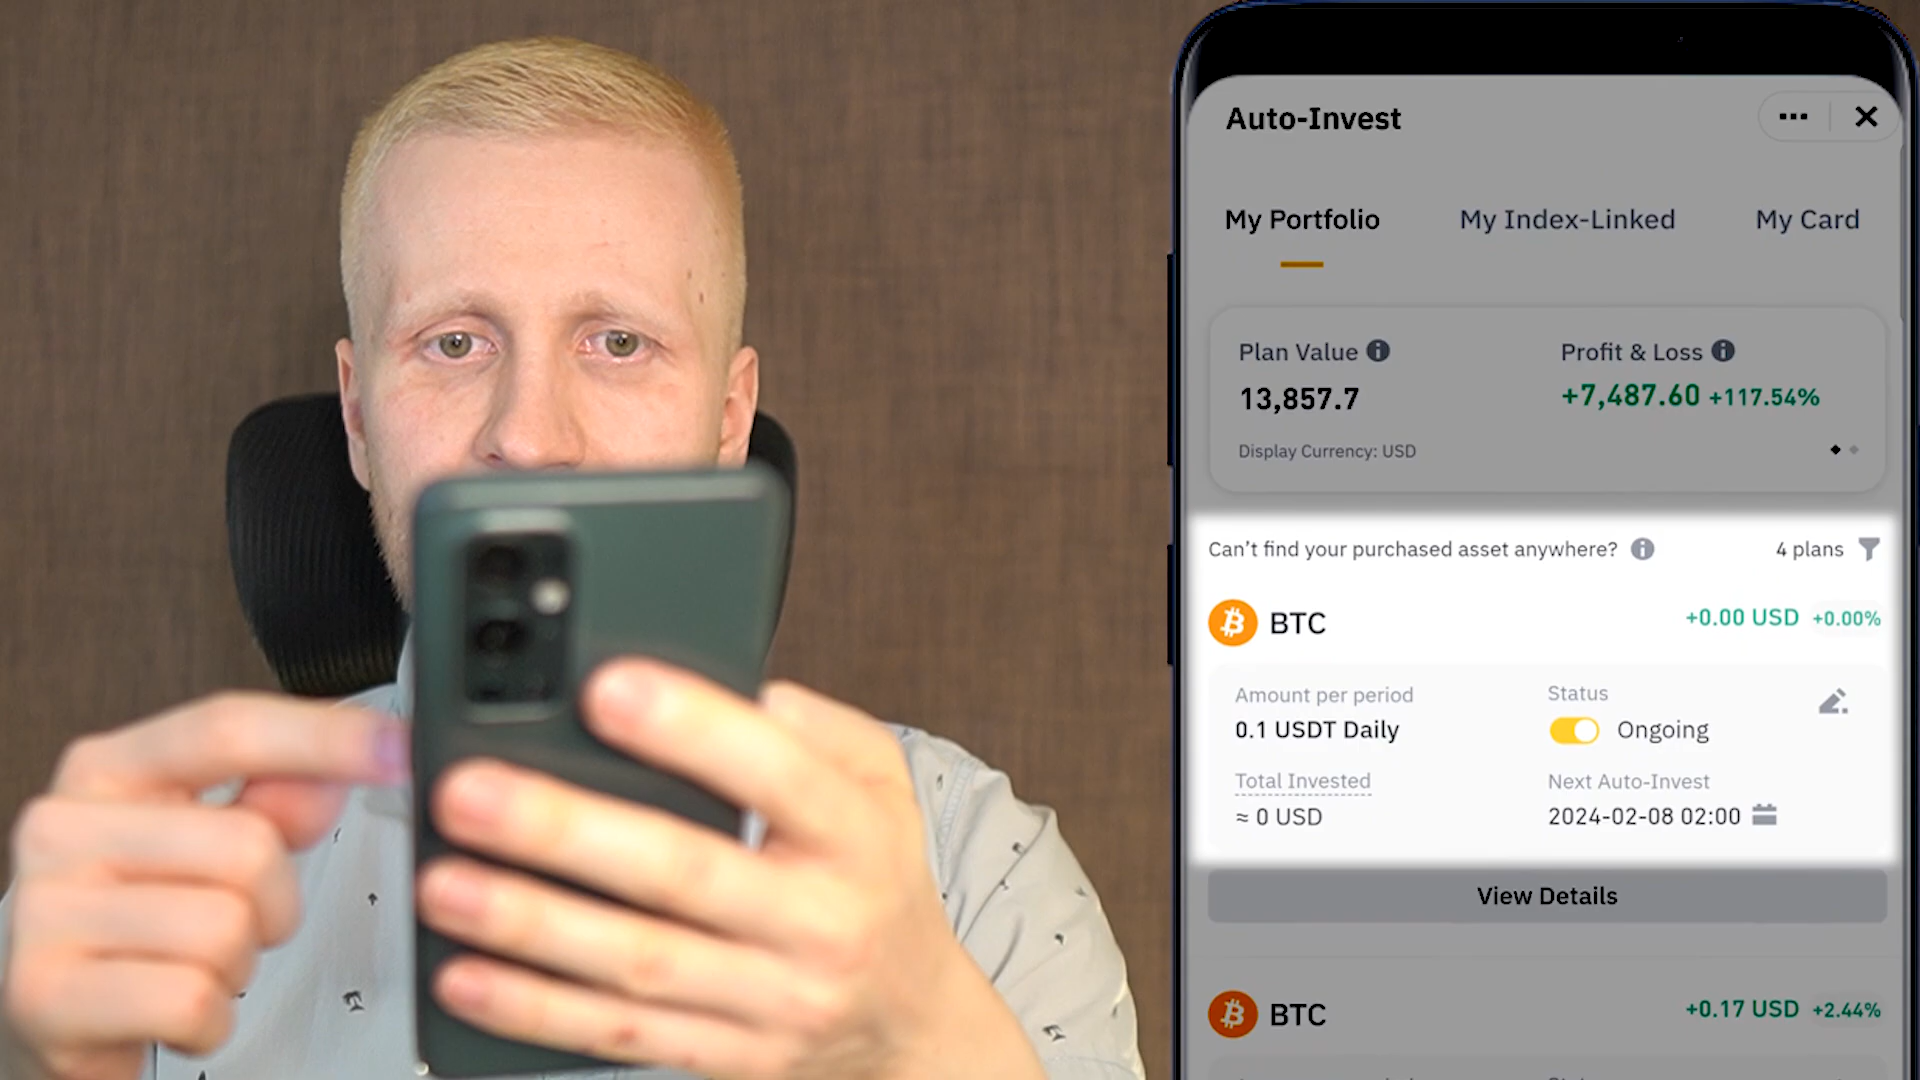 Auto-Invest
My Portfolio My Index-Linked My Card
Plan Value Profit & Loss
13,857.7 +7,487.60 +117.54%
Display Currency: USD
Can't find your purchased asset anywhere? 4 plans
BTC +0.00 USD +0.00%
Amount per period Status
0.1 USDT Daily Ongoing
Total Invested Next Auto-Invest
≈ 0 USD 2024-02-08 02:00
View Details
BTC +0.17 USD +2.44%